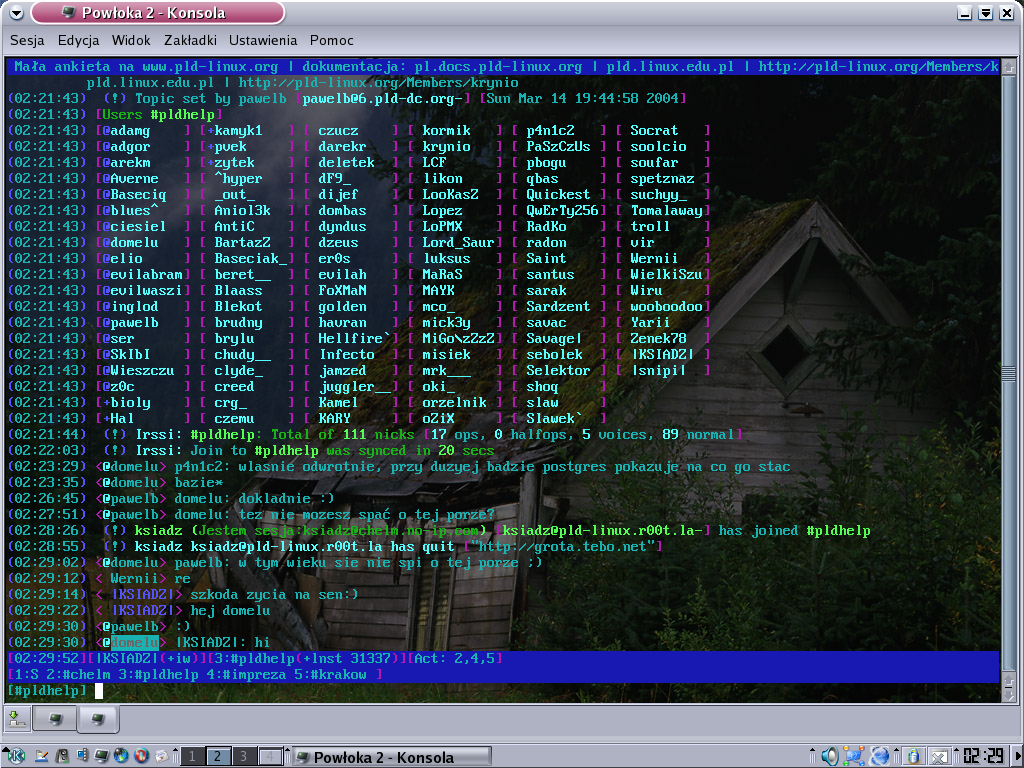 Powłoka 2 - Konsola
Sesja Edycja Widok Zakładki Ustawienia Pomoc
Mała ankieta na www.pld-linux.org | dokumentacja: pl.docs.pld-linux.org | pld.linux.edu.pl | http://pld-linux.org/Members/k
pld.linux.edu.pl | http://pld-linux.org/Members/krynio
(02:21:43) (!) Topic set by pawelb [pawelb@6.pld-dc.org-] [Sun Mar 14 19:44:58 2004]
(02:21:43) [Users #pldhelp]
(02:21:43) [@adamg ] [+kamyk1 ] [ czucz ] [ kormik ] [ p4n1c2 ] [ Socrat ]
(02:21:43) [@adgor ] [+pvek ] [ darekr ] [ krynio ] [ PaSzCzUs ] [ soolcio ]
(02:21:43) [@arekm ] [+zytek ] [ deletek ] [ LCF ] [ pbogu ] [ soufar ]
(02:21:43) [@Averne ] [ ^hyper ] [ dF9_ ] [ likon ] [ qbas ] [ spetznaz ]
(02:21:43) [@Baseciq ] [ _out_ ] [ dijef ] [ LooKasZ ] [ Quickest ] [ suchyy_ ]
(02:21:43) [@blues^ ] [ Aniol3k ] [ dombas ] [ Lopez ] [ QwErTy256] [ Tomalaway]
(02:21:43) [@ciesiel ] [ AntiC ] [ dyndus ] [ LoPMX ] [ RadKo ] [ troll ]
(02:21:43) [@domelu ] [ BartazZ ] [ dzeus ] [ Lord_Saur] [ radon ] [ vir ]
(02:21:43) [@elio ] [ Baseciak_] [ er0s ] [ luksus ] [ Saint ] [ Wernii ]
(02:21:43) [@evilabram] [ beret__ ] [ evilah ] [ MaRaS ] [ santus ] [ WielkiSzu]
(02:21:43) [@evilwaszi] [ Blaass ] [ FoXMaN ] [ MAYK ] [ sarak ] [ Wiru ]
(02:21:43) [@inglod ] [ Blekot ] [ golden ] [ mco_ ] [ Sardzent ] [ wooboodoo]
(02:21:43) [@pawelb ] [ brudny ] [ havran ] [ mick3y ] [ savac ] [ Yarii ]
(02:21:43) [@ser ] [ brylu ] [ Hellfire`] [ MiGo\zZzZ] [ Savage| ] [ Zenek78 ]
(02:21:43) [@SkIbI ] [ chudy__ ] [ Infecto ] [ misiek ] [ sebolek ] [ |KSIADZ| ]
(02:21:43) [@Wieszczu ] [ clyde_ ] [ jamzed ] [ mrk___ ] [ Selektor ] [ |snipi| ]
(02:21:43) [@z0c ] [ creed ] [ juggler__] [ oki_ ] [ shoq ]
(02:21:43) [+bioly ] [ crg_ ] [ Kamel ] [ orzelnik ] [ slaw ]
(02:21:43) [+Hal ] [ czemu ] [ KARY ] [ oZiX ] [ Slawek` ]
(02:21:44) (!) Irssi: #pldhelp: Total of 111 nicks [17 ops, 0 halfops, 5 voices, 89 normal]
(02:22:03) (!) Irssi: Join to #pldhelp was synced in 20 secs
(02:23:29) <@domelu> p4n1c2: wlasnie odwrotnie, przy duzyej badzie postgres pokazuje na co go stac
(02:23:35) <@domelu> bazie*
(02:26:45) <@pawelb> domelu: dokladnie :)
(02:27:51) <@pawelb> domelu: tez nie mozesz spać o tej porze?
(02:28:26) (!) ksiadz (Jestem sesja:ksiadz@chelm.no-ip.com) [ksiadz@pld-linux.r00t.la-] has joined #pldhelp
(02:28:55) (!) ksiadz ksiadz@pld-linux.r00t.la has quit ["http://grota.tebo.net"]
(02:29:02) <@domelu> pawelb: w tym wieku sie nIe spi o tej porze ;)
(02:29:12) < Wernii> re
(02:29:14) < |KSIADZ|> szkoda zycia na sen:)
(02:29:22) < |KSIADZ|> hej domelu
(02:29:30) <@pawelb> :)
(02:29:30) <@domelu> |KSIADZ|: hi
[02:29:52][|KSIADZ|(+iw)][3:#pldhelp(+lnst 31337)][Act: 2,4,5]
[1:S 2:#chelm 3:#pldhelp 4:#impreza 5:#krakow ]
[#pldhelp]
1 2 3 4 Powłoka 2 - Konsola 02:29